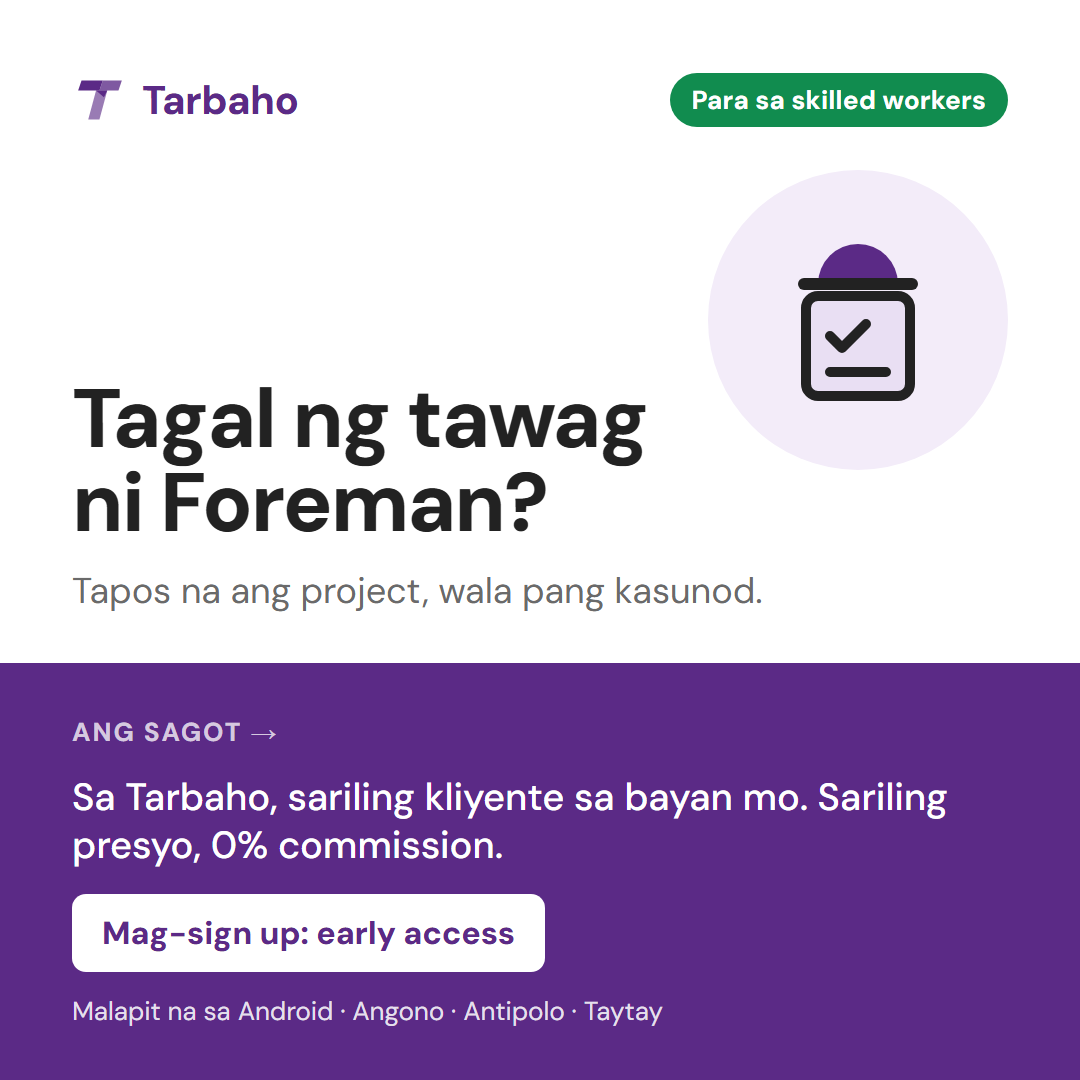 Tarbaho
Para sa skilled workers
Tagal ng tawag
ni Foreman?
Tapos na ang project, wala pang kasunod.
ANG SAGOT →
Sa Tarbaho, sariling kliyente sa bayan mo. Sariling
presyo, 0% commission.
Mag-sign up: early access
Malapit na sa Android · Angono · Antipolo · Taytay